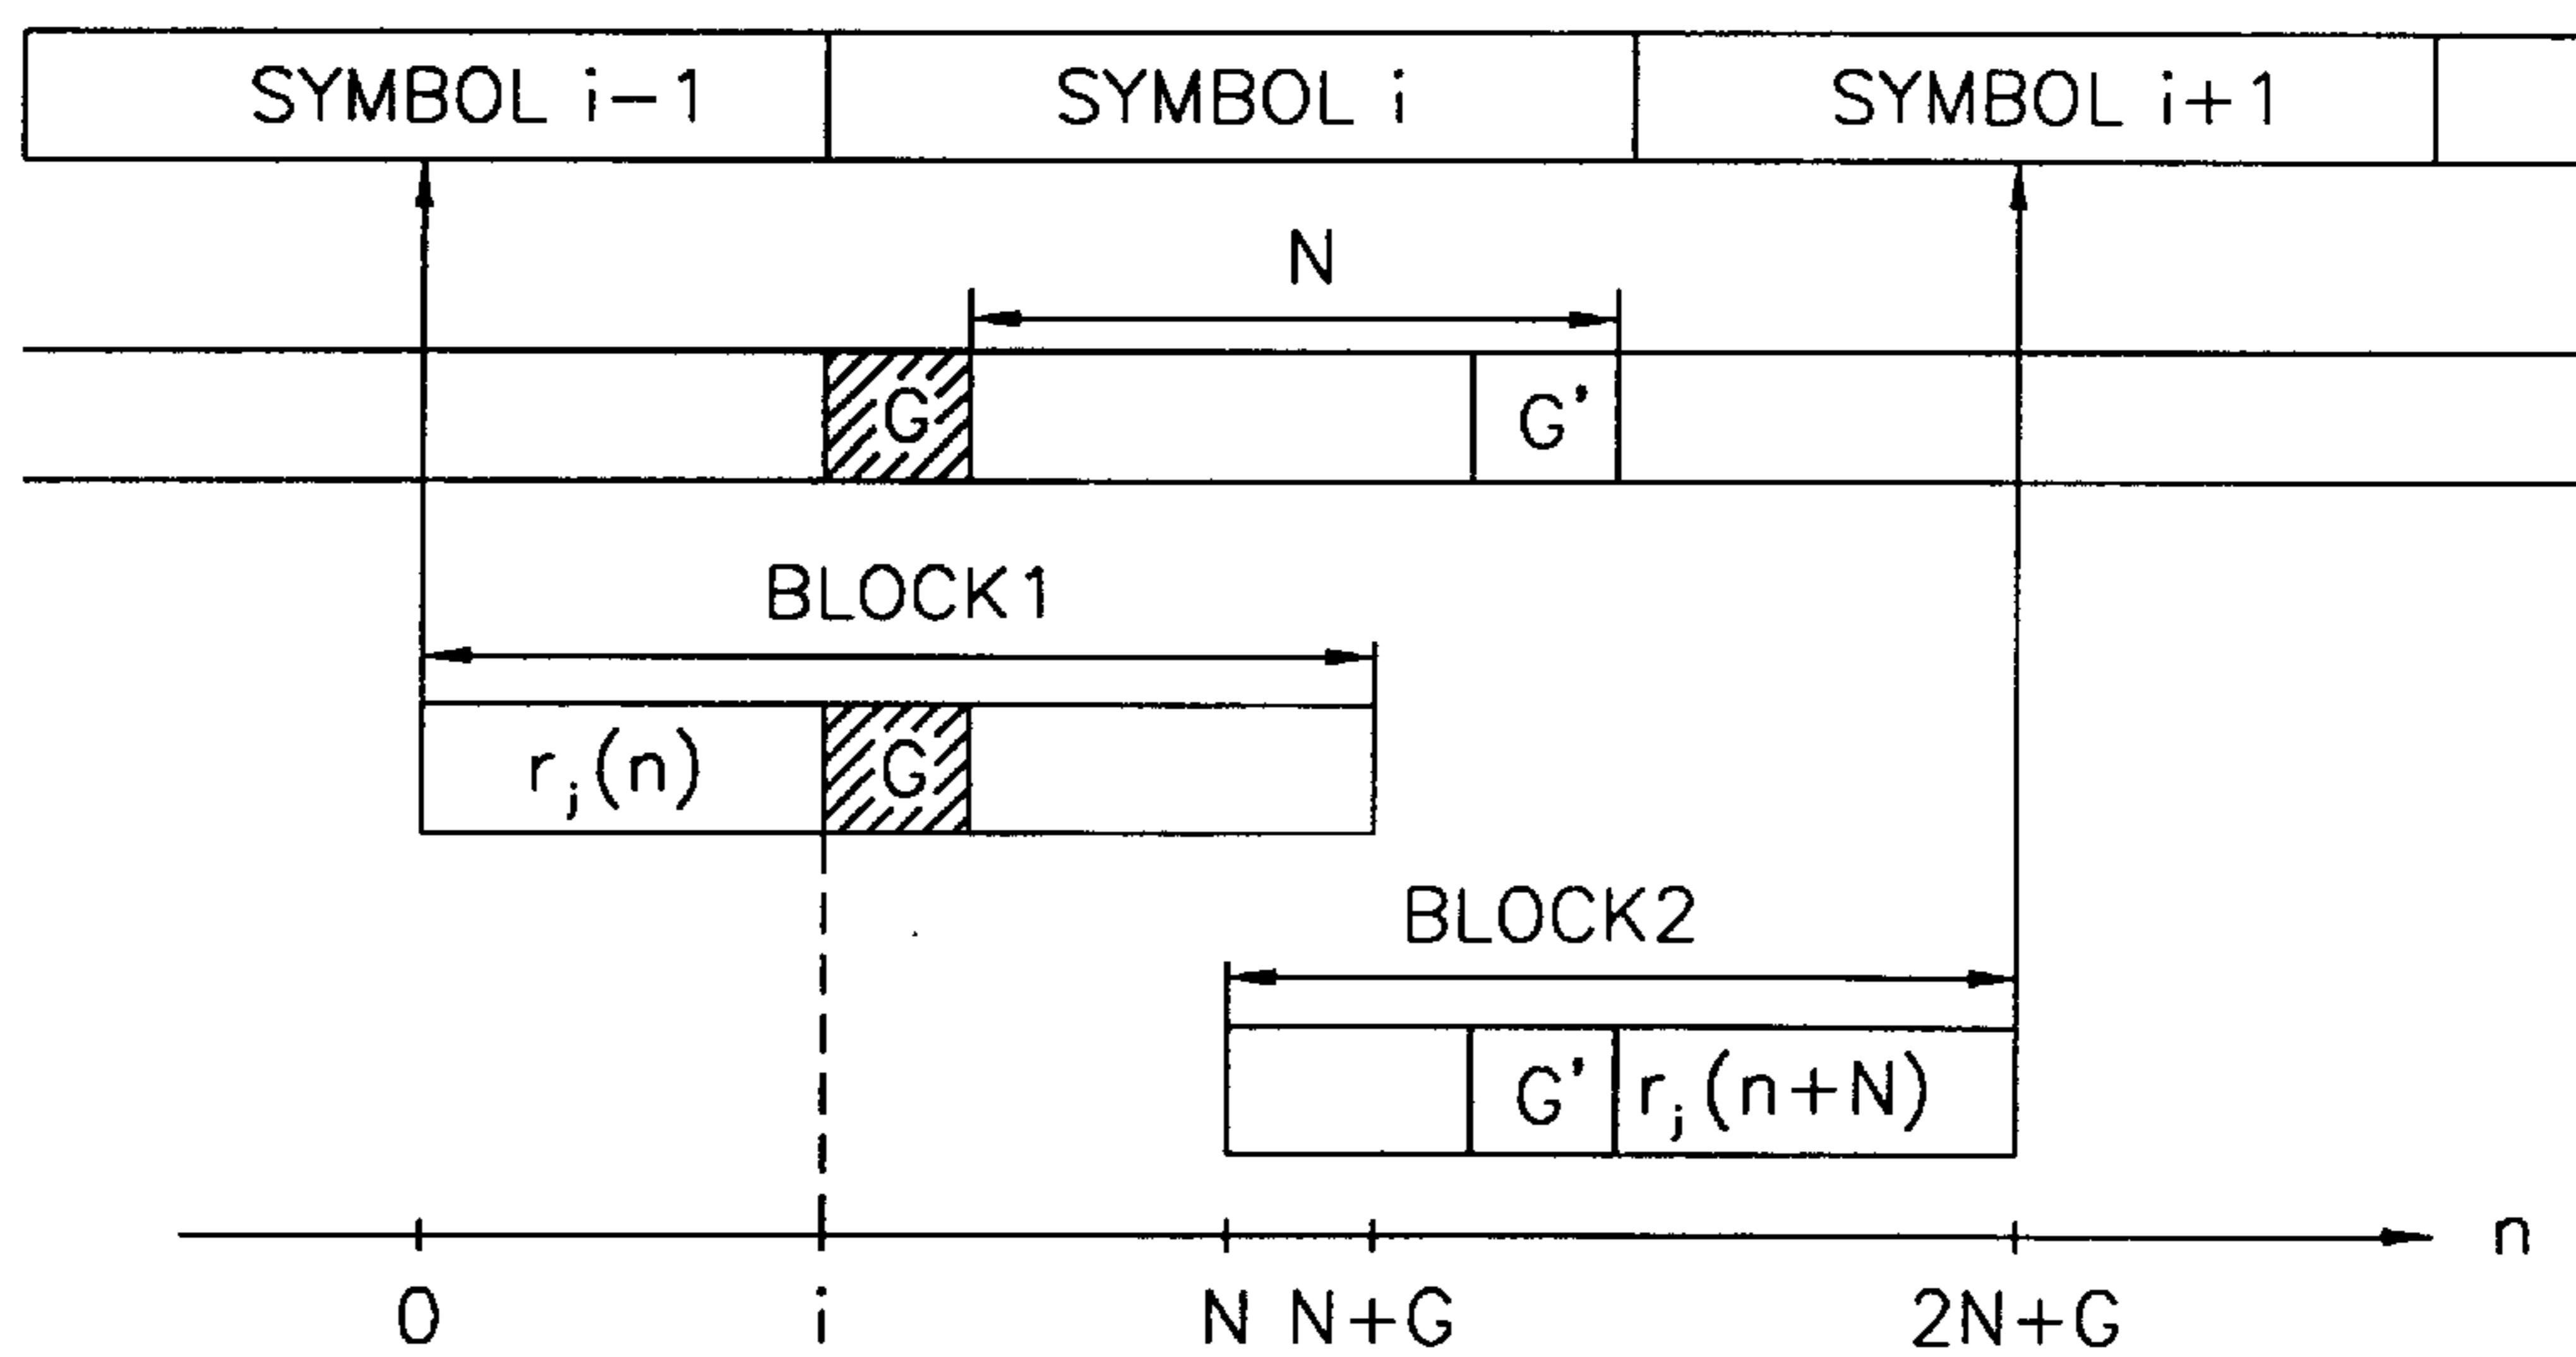 SYMBOL i-1 SYMBOL i SYMBOL i+1
N
G G'
BLOCK1
rj(n) G
BLOCK2
G' rj(n+N)
n
0 i N N+G 2N+G